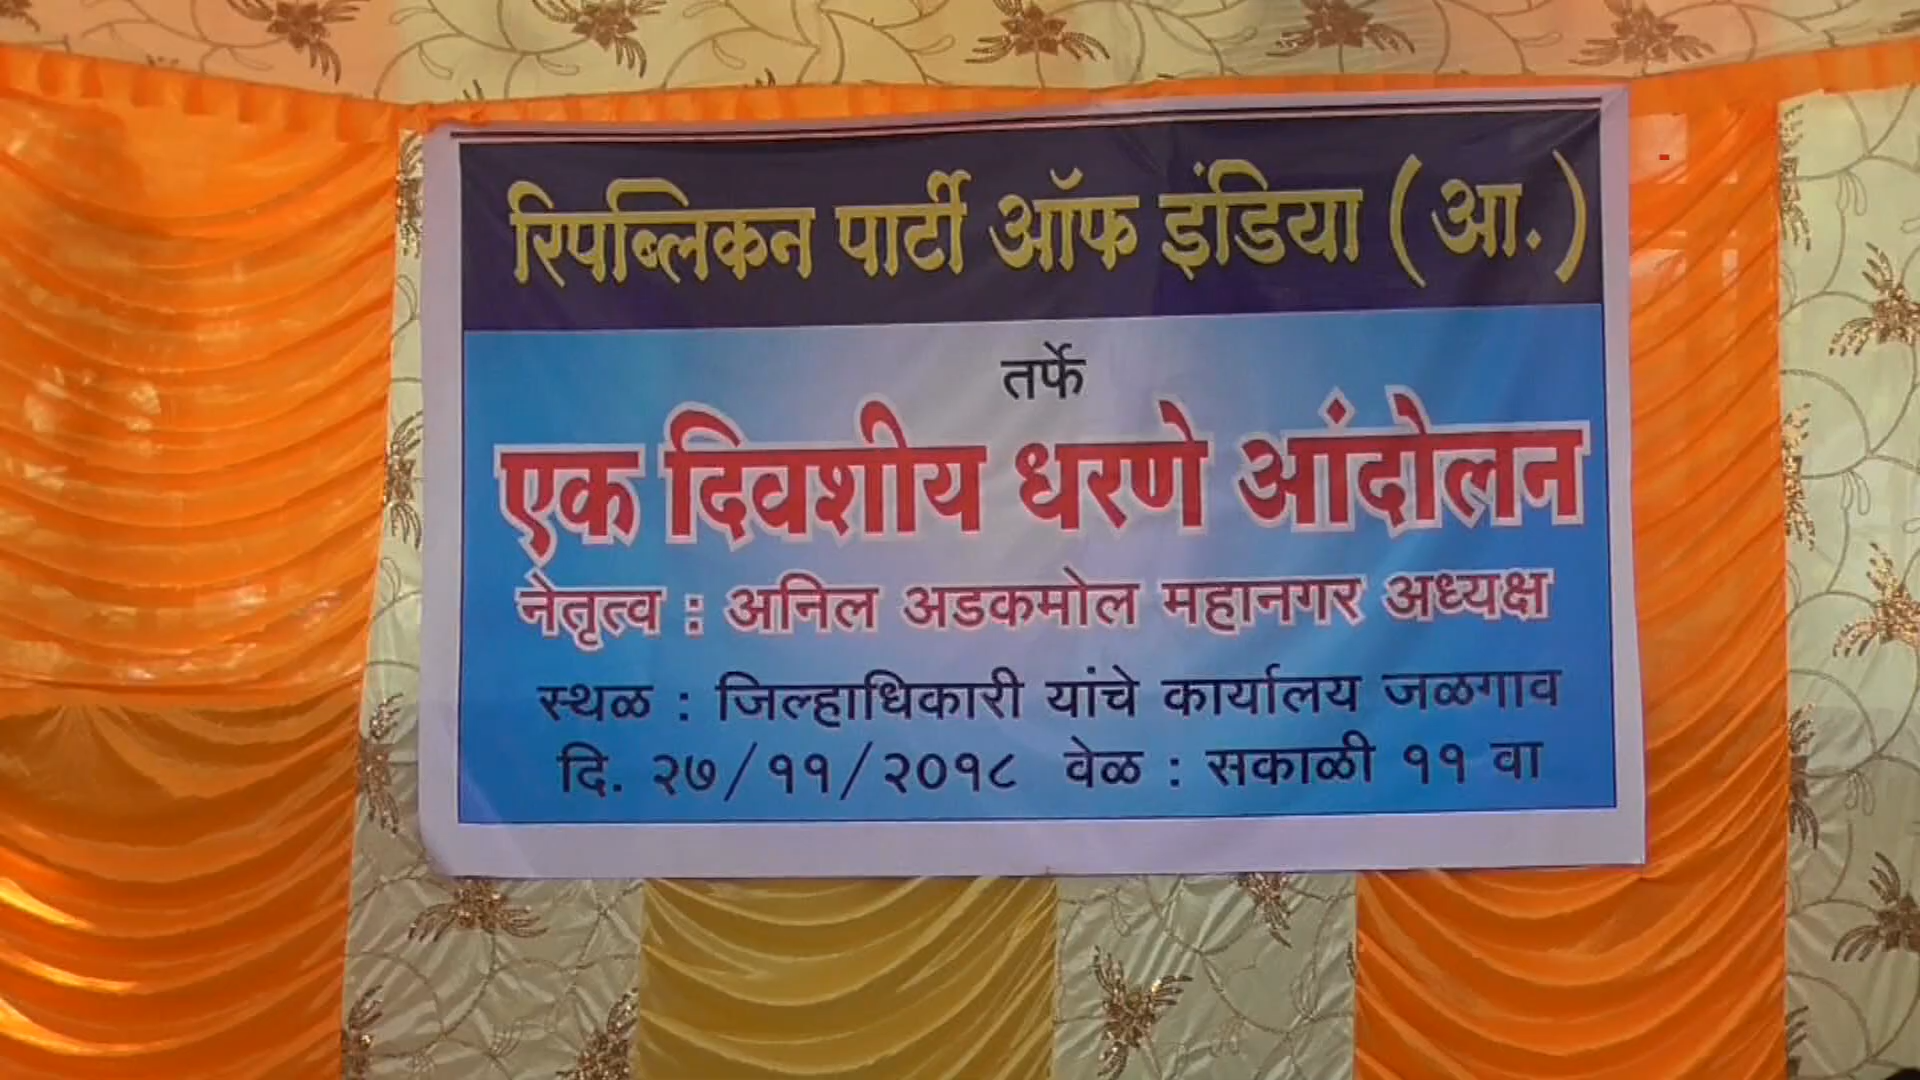 रिपब्लिकन पार्टी ऑफ इंडिया (आ.)
तर्फे
एक दिवशीय धरणे आंदोलन
नेतृत्व : अनिल अडकमोल महानगर अध्यक्ष
स्थळ : जिल्हाधिकारी यांचे कार्यालय जळगाव
दि. २७/११/२०१८ वेळ : सकाळी ११ वा